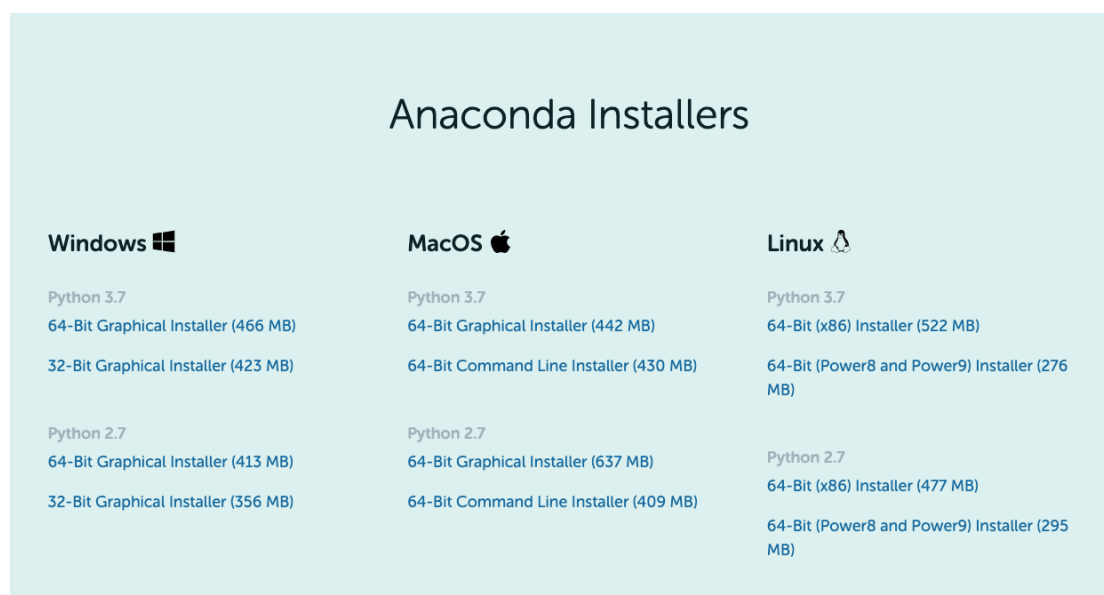 Anaconda Installers
Windows
Python 3.7
64-Bit Graphical Installer (466 MB)
32-Bit Graphical Installer (423 MB)
Python 2.7
64-Bit Graphical Installer (413 MB)
32-Bit Graphical Installer (356 MB)
MacOS
Python 3.7
64-Bit Graphical Installer (442 MB)
64-Bit Command Line Installer (430 MB)
Python 2.7
64-Bit Graphical Installer (637 MB)
64-Bit Command Line Installer (409 MB)
Linux
Python 3.7
64-Bit (x86) Installer (522 MB)
64-Bit (Power8 and Power9) Installer (276
MB)
Python 2.7
64-Bit (x86) Installer (477 MB)
64-Bit (Power8 and Power9) Installer (295
MB)